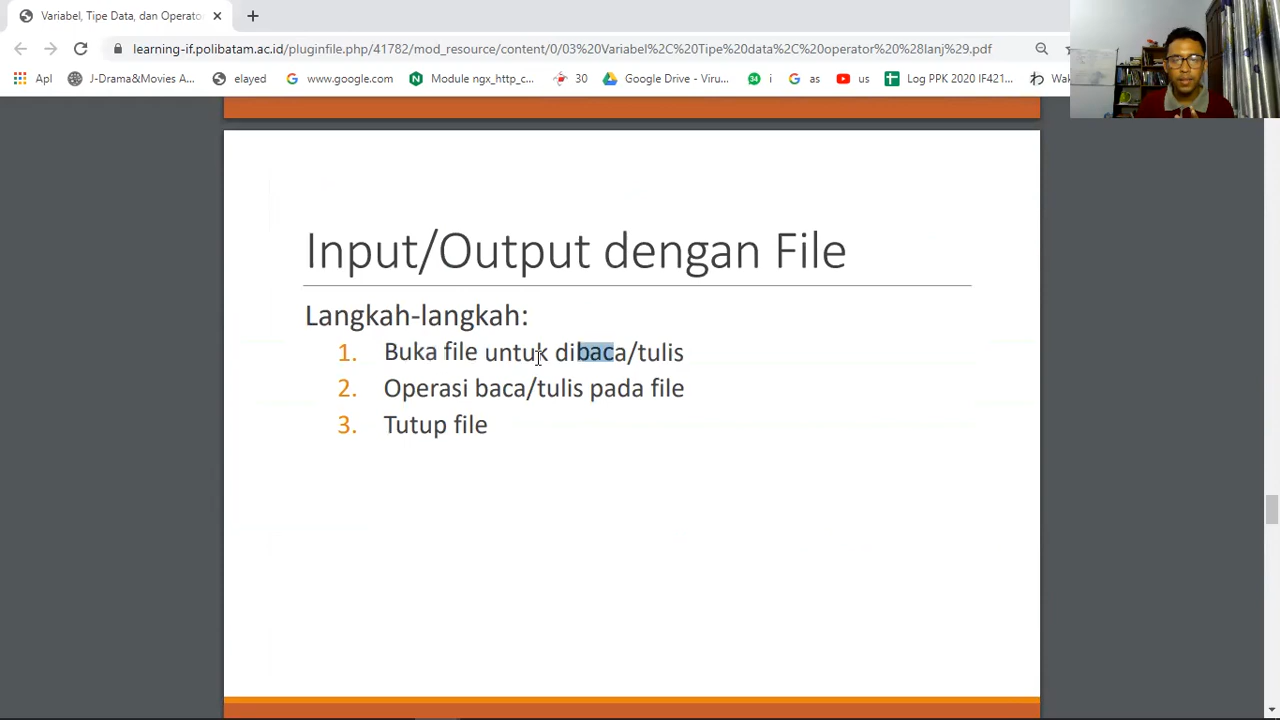 Variabel, Tipe Data, dan Operato
learning-if.polibatam.ac.id/pluginfile.php/41782/mod_resource/content/0/03%20Variabel%2C%20Tipe%20data%2C%20operator%20%28lanj%29.pdf
Apl J-Drama&Movies A... elayed www.google.com Module ngx_http_c... 30 Google Drive - Viru... 34 i as us Log PPK 2020 IF421... Wak
Input/Output dengan File
Langkah-langkah:
1. Buka file untuk dibaca/tulis
2. Operasi baca/tulis pada file
3. Tutup file